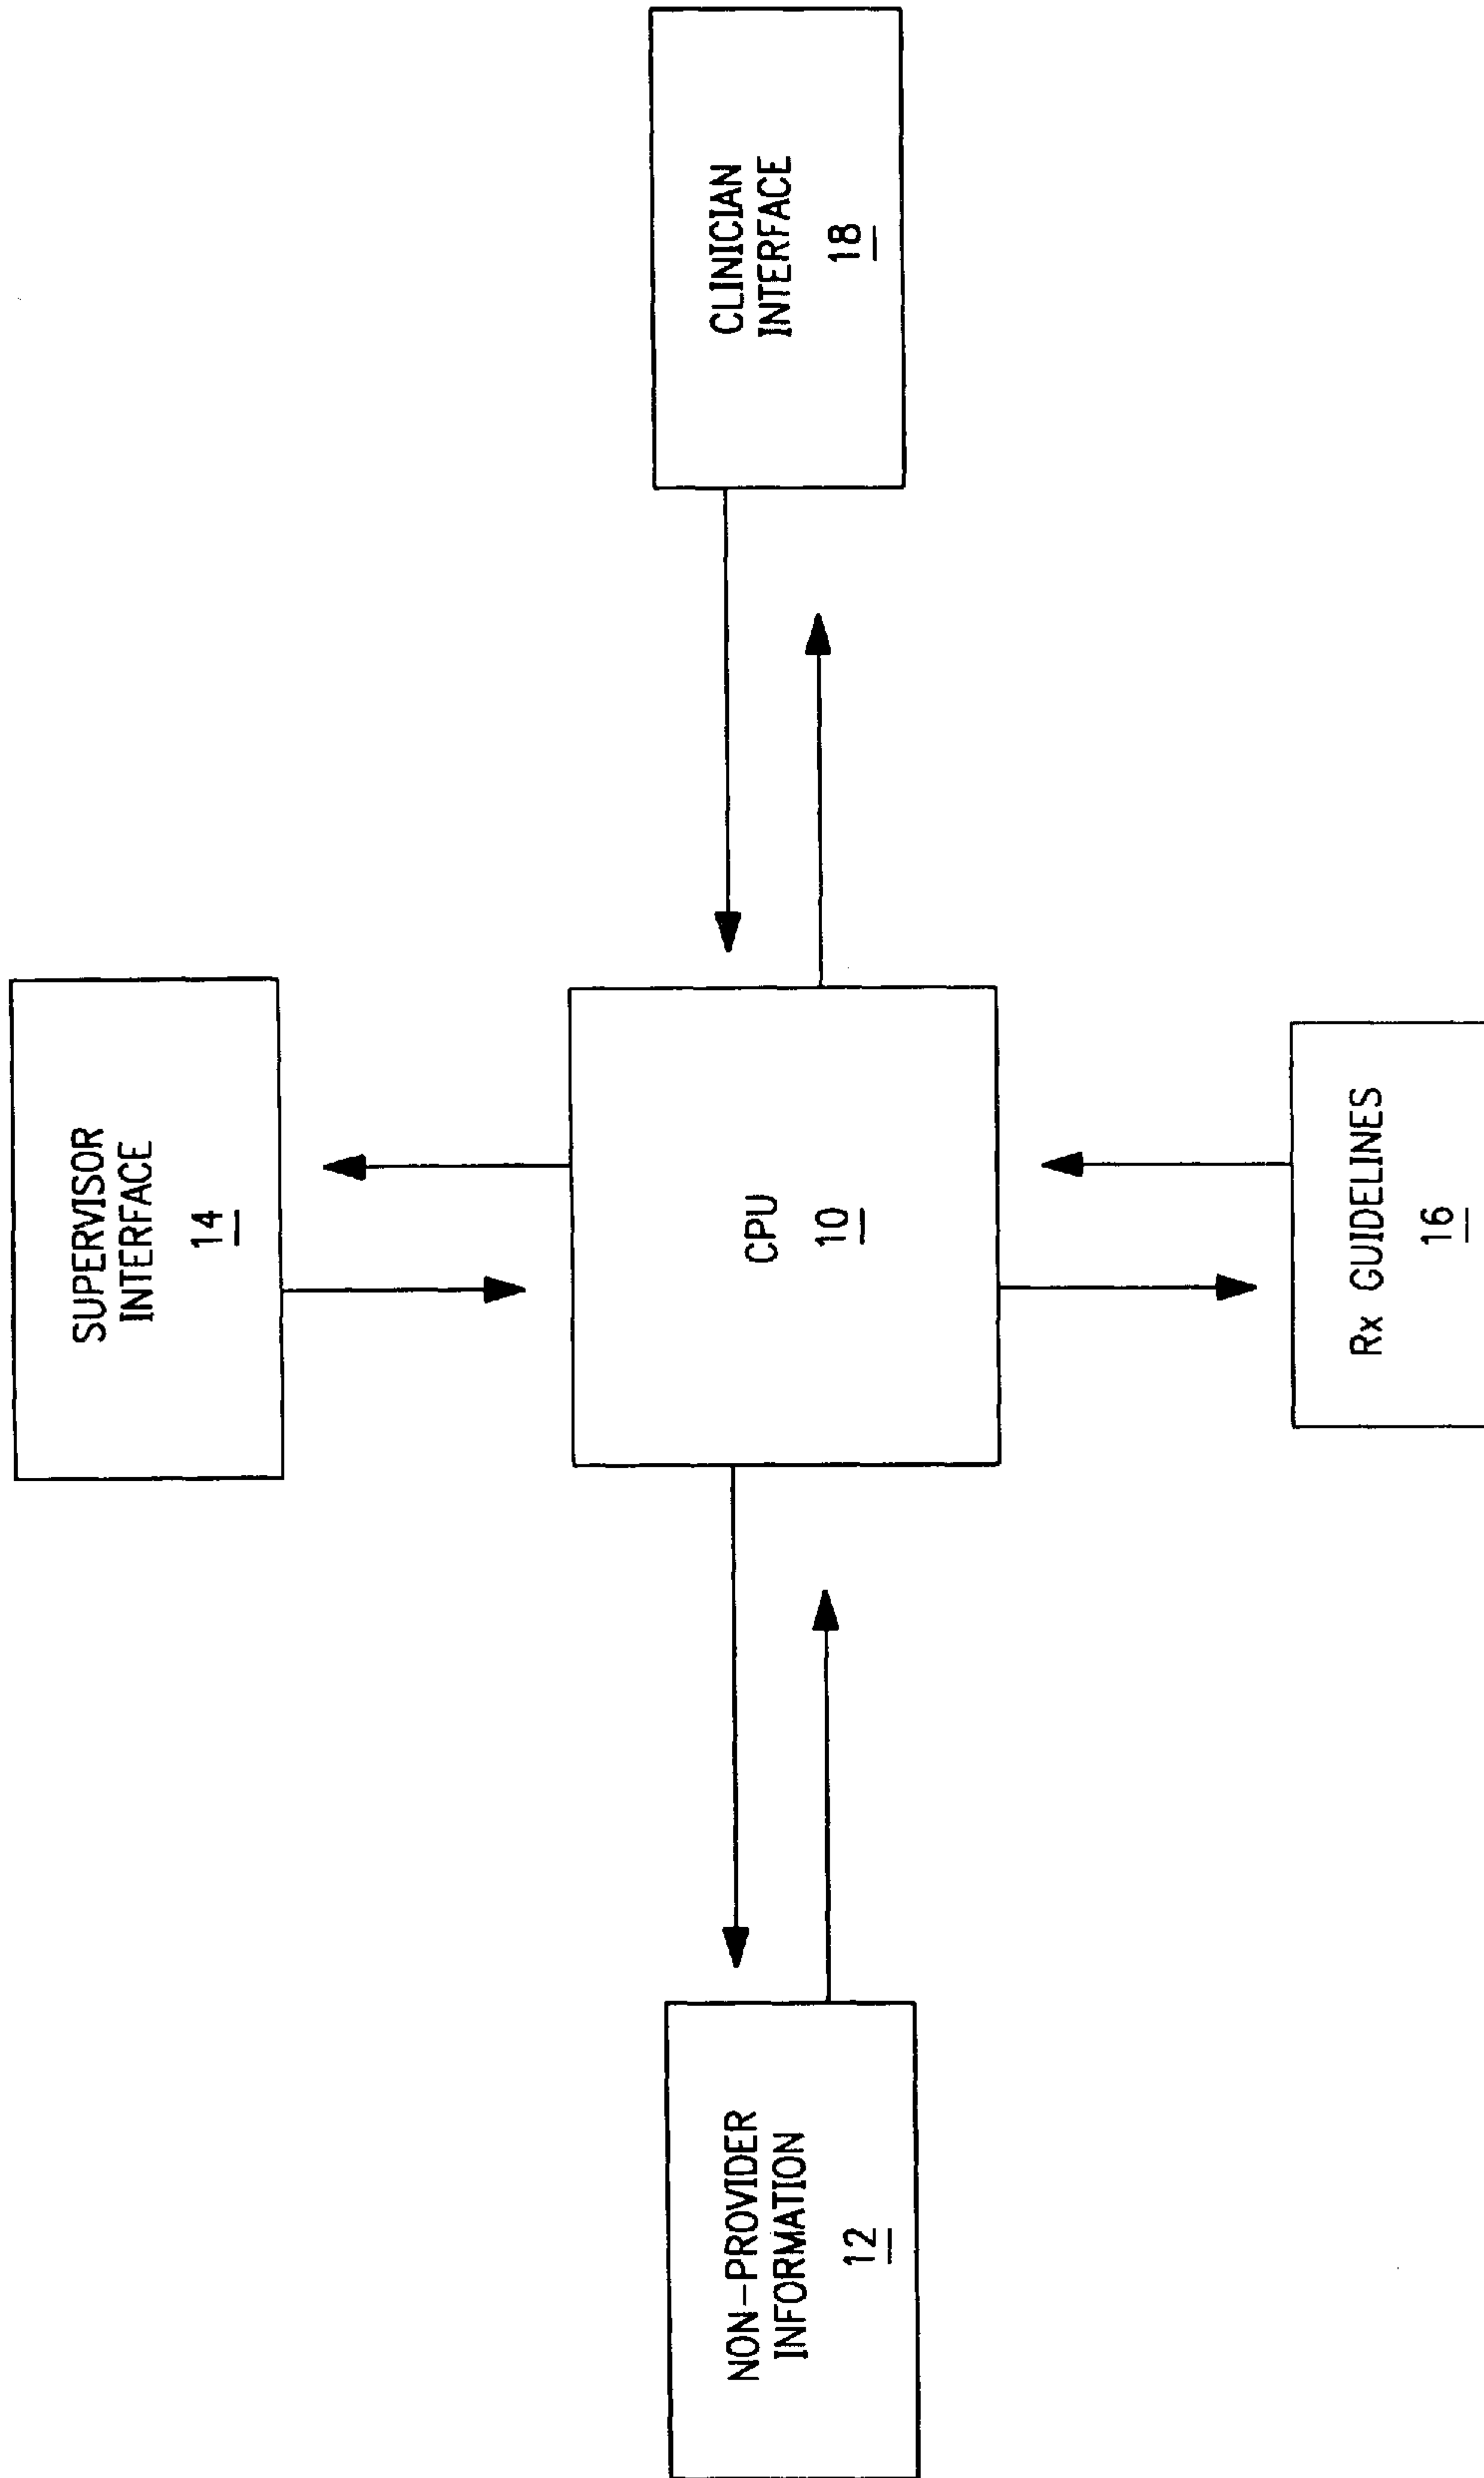 SUPERVISOR
INTERFACE
14
NON-PROVIDER
INFORMATION
12
CPU
10
CLINICIAN
INTERFACE
18
Rx GUIDELINES
16